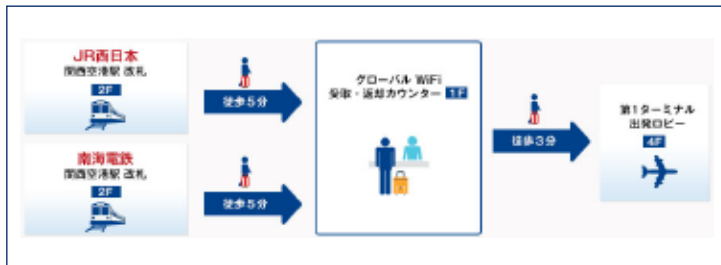 JR西日本
関西空港駅 改札
2F
徒歩5分
南海電鉄
関西空港駅 改札
2F
徒歩5分
グローバル WiFi
受取・返却カウンター 1F
徒歩3分
第1ターミナル
出発ロビー
4F